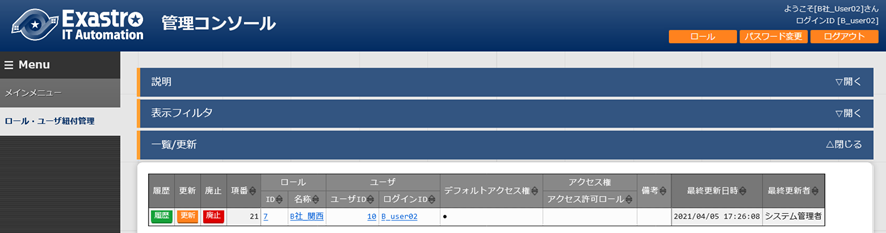 Exastro
IT Automation
管理コンソール
ようこそ[B社_User02]さん
ログインID [B_user02]
ロール パスワード変更 ログアウト
☰ Menu
メインメニュー
ロール・ユーザ紐付管理
説明 ▽開く
表示フィルタ ▽開く
一覧/更新 △閉じる
履歴 更新 廃止 項番 ロール ユーザ デフォルトアクセス権 アクセス権 備考 最終更新日時 最終更新者
ID 名称 ユーザID ログインID アクセス許可ロール
履歴 更新 廃止 21 7 B社_関西 10 B_user02 ● 2021/04/05 17:26:08 システム管理者